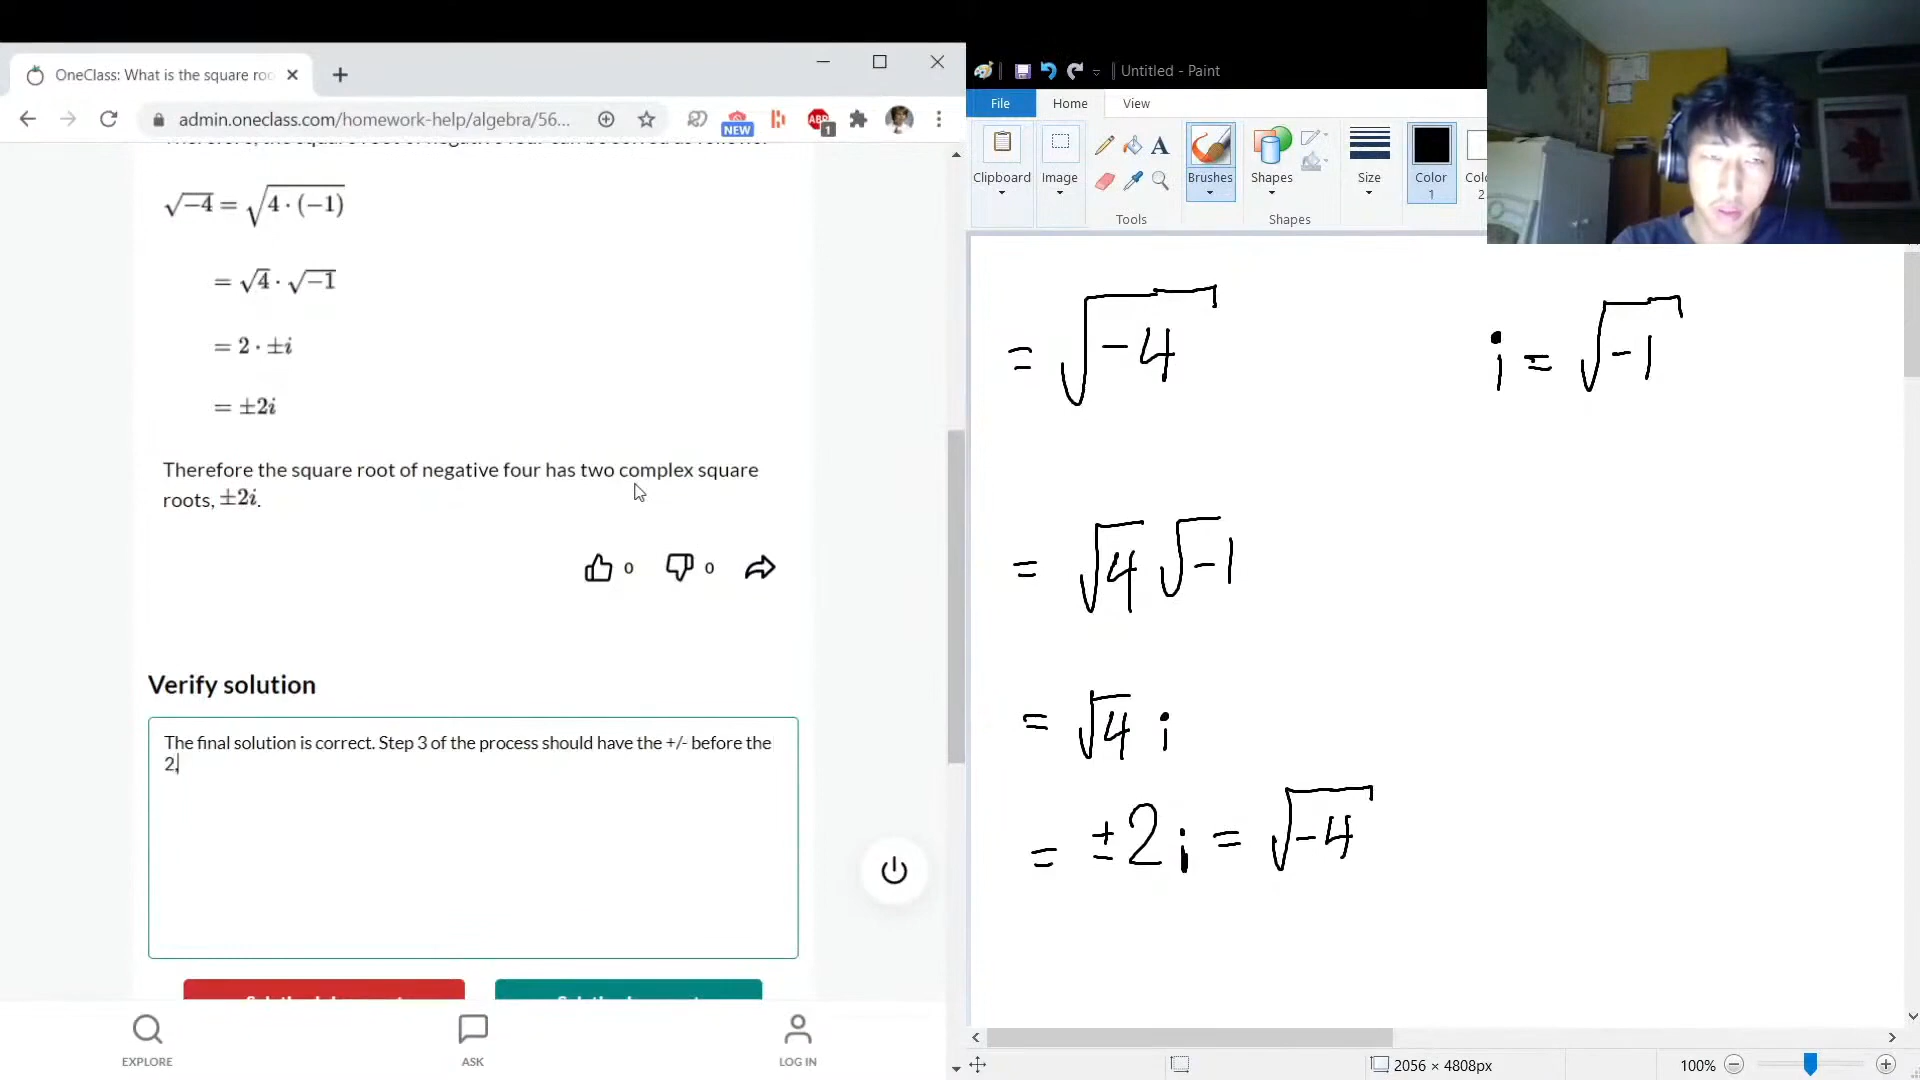 OneClass: What is the square roo
admin.oneclass.com/homework-help/algebra/56...
NEW
ABP
1
√−4 = √4 · (−1)
= √4 · √−1
= 2 · ±i
= ±2i
Therefore the square root of negative four has two complex square
roots, ±2i.
0
0
Verify solution
The final solution is correct. Step 3 of the process should have the +/- before the
2,
EXPLORE
ASK
LOG IN
Untitled - Paint
File
Home
View
Clipboard
Image
Brushes
Shapes
Size
Color
1
Colo
2
Tools
Shapes
= √-4
i = √-1
= √4 √-1
= √4 i
= ±2i = √-4
2056 × 4808px
100%